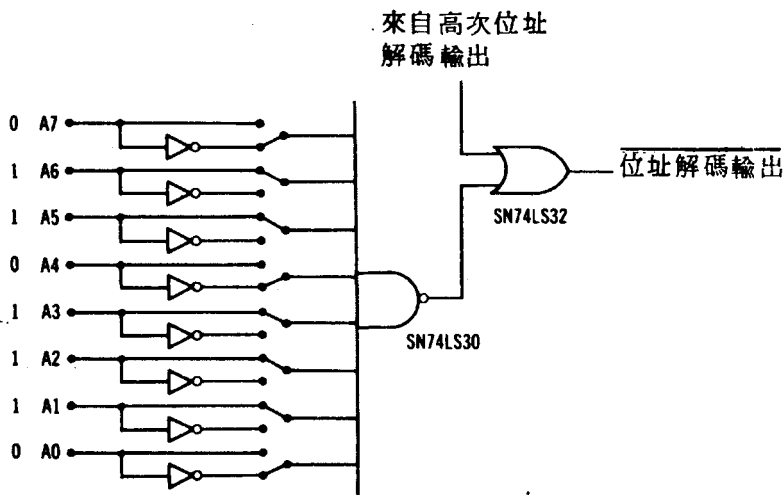 來自高次位址
解碼輸出
0 A7
1 A6
位址解碼輸出
1 A5
SN74LS32
0 A4
1 A3
SN74LS30
1 A2
1 A1
0 A0